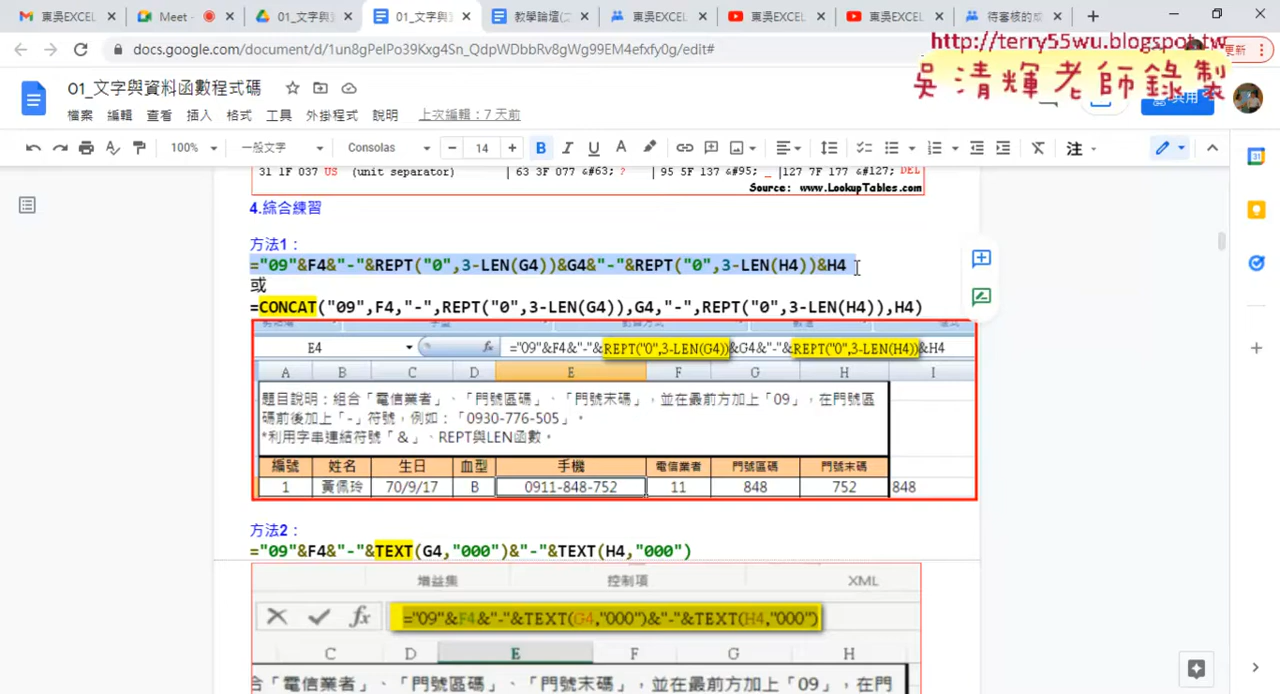 東吳EXCEL
Meet -
01_文字與
01_文字與
教學論壇(
東吳EXCEL
東吳EXCEL
東吳EXCEL
待審核的成
docs.google.com/document/d/1un8gPelPo39Kxg4Sn_QdpWDbbRv8gWg99EM4efxfy0g/edit#
更新
http://terry55wu.blogspot.tw
吳清輝老師錄製
01_文字與資料函數程式碼
共用
檔案 編輯 查看 插入 格式 工具 外掛程式 說明 上次編輯：7 天前
100% 一般文字 Consolas 14 B I U A 注
31 1F 037 US (unit separator) 63 3F 077 &#63; ? 95 5F 137 &#95; _ 127 7F 177 &#127; DEL
Source: www.LookupTables.com
4.綜合練習
方法1：
="09"&F4&"-"&REPT("0",3-LEN(G4))&G4&"-"&REPT("0",3-LEN(H4))&H4
或
=CONCAT("09",F4,"-",REPT("0",3-LEN(G4)),G4,"-",REPT("0",3-LEN(H4)),H4)
E4 fx ="09"&F4&"-"&REPT("0",3-LEN(G4))&G4&"-"&REPT("0",3-LEN(H4))&H4
A B C D E F G H I
題目說明：組合「電信業者」、「門號區碼」、「門號末碼」，並在最前方加上「09」，在門號區
碼前後加上「-」符號，例如：「0930-776-505」。
*利用字串連結符號「&」、REPT與LEN函數。
編號 姓名 生日 血型 手機 電信業者 門號區碼 門號末碼
1 黃佩玲 70/9/17 B 0911-848-752 11 848 752 848
方法2：
="09"&F4&"-"&TEXT(G4,"000")&"-"&TEXT(H4,"000")
增益集 控制項 XML
fx ="09"&F4&"-"&TEXT(G4,"000")&"-"&TEXT(H4,"000")
C D E F G H
合「電信業者」、「門號區碼」、「門號末碼」，並在最前方加上「09」，在門